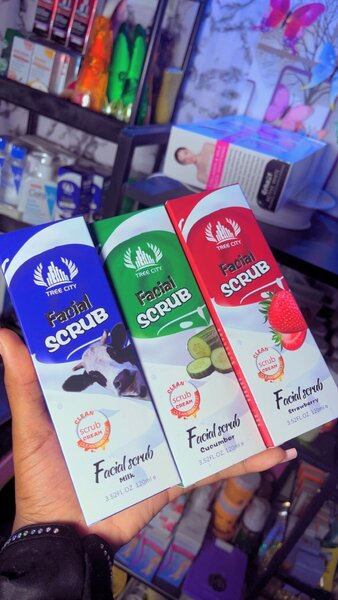 TREE CITY
Facial
SCRUB
CLEAN
scrub
CREAM
Facial scrub
Milk
3.52FL.OZ. 120ml e
TREE CITY
Facial
SCRUB
CLEAN
scrub
CREAM
Facial scrub
Cucumber
3.52FL.OZ. 120ml e
TREE CITY
Facial
SCRUB
CLEAN
scrub
CREAM
Facial scrub
Strawberry
3.52FL.OZ. 120ml e